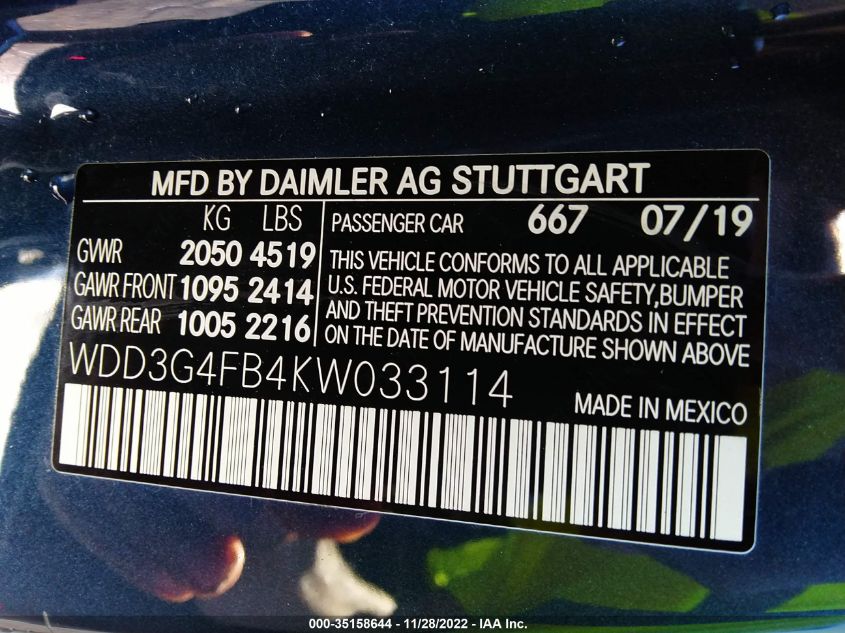 MFD BY DAIMLER AG STUTTGART
KG LBS
GVWR 2050 4519
GAWR FRONT 1095 2414
GAWR REAR 1005 2216
PASSENGER CAR 667 07/19
THIS VEHICLE CONFORMS TO ALL APPLICABLE
U.S. FEDERAL MOTOR VEHICLE SAFETY,BUMPER
AND THEFT PREVENTION STANDARDS IN EFFECT
ON THE DATE OF MANUFACTURE SHOWN ABOVE
WDD3G4FB4KW033114
MADE IN MEXICO
000-35158644 - 11/28/2022 - IAA Inc.